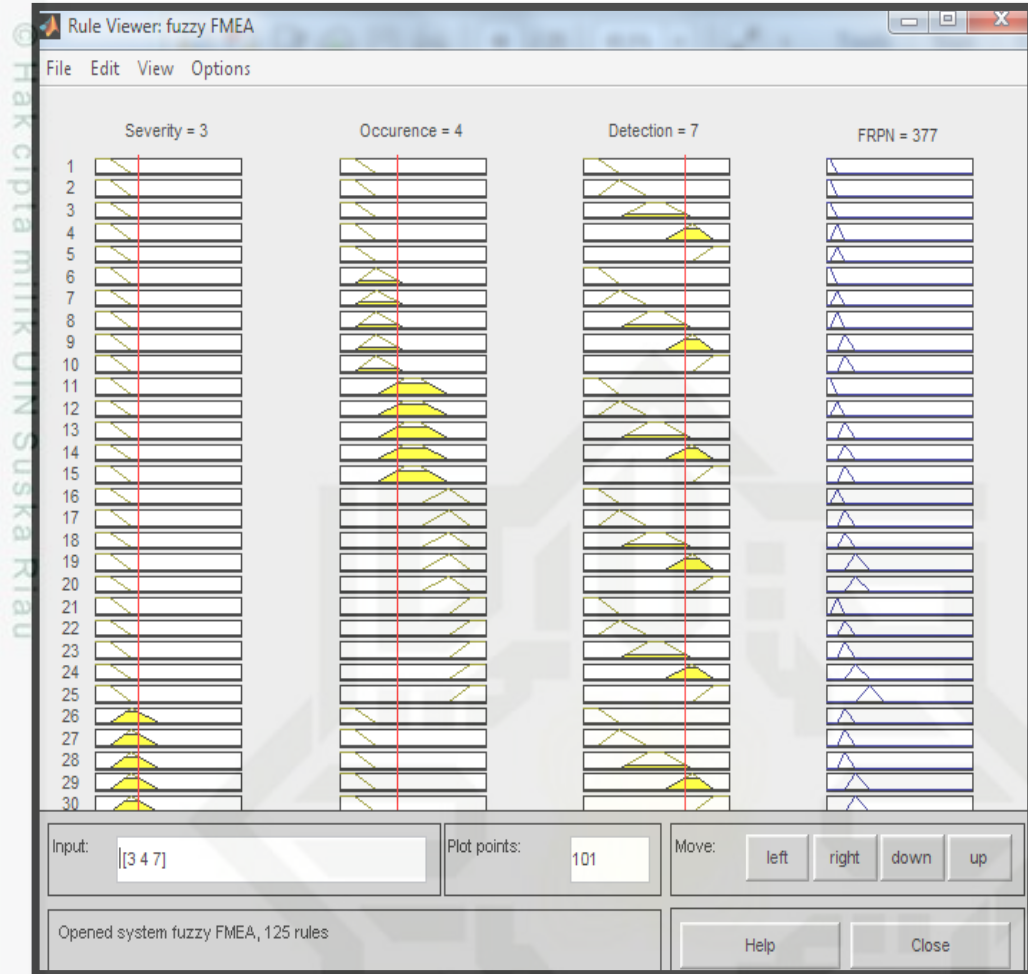 Rule Viewer: fuzzy FMEA
File Edit View Options
Severity = 3
Occurence = 4
Detection = 7
FRPN = 377
1
2
3
4
5
6
7
8
9
10
11
12
13
14
15
16
17
18
19
20
21
22
23
24
25
26
27
28
29
30
Input:
[3 4 7]
Plot points:
101
Move:
left
right
down
up
Opened system fuzzy FMEA, 125 rules
Help
Close
© Hak cipta milik UIN Suska Riau